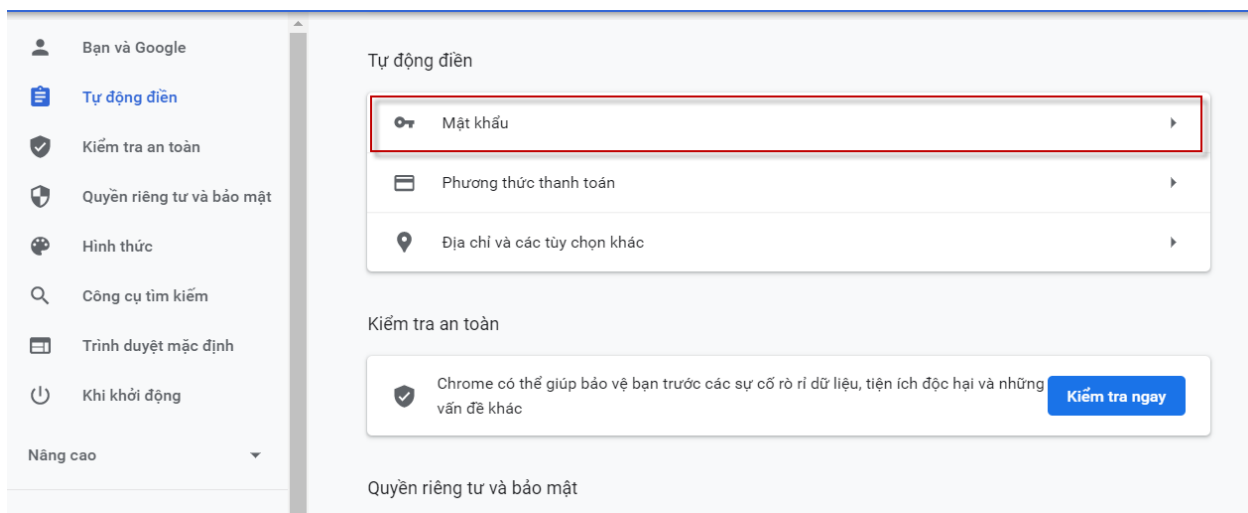 Bạn và Google
Tự động điền
Kiểm tra an toàn
Quyền riêng tư và bảo mật
Hình thức
Công cụ tìm kiếm
Trình duyệt mặc định
Khi khởi động
Nâng cao
Tự động điền
Mật khẩu
Phương thức thanh toán
Địa chỉ và các tùy chọn khác
Kiểm tra an toàn
Chrome có thể giúp bảo vệ bạn trước các sự cố rò rỉ dữ liệu, tiện ích độc hại và những
vấn đề khác
Kiểm tra ngay
Quyền riêng tư và bảo mật